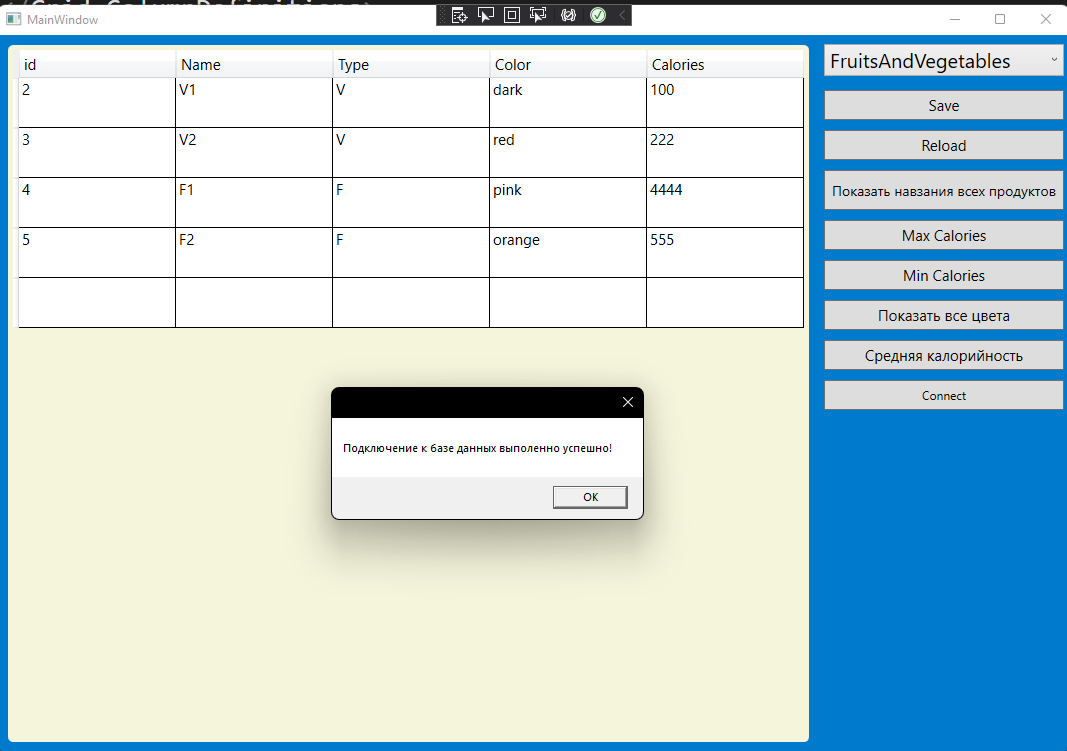 MainWindow
id Name Type Color Calories
2 V1 V dark 100
3 V2 V red 222
4 F1 F pink 4444
5 F2 F orange 555
FruitsAndVegetables
Save
Reload
Показать навзания всех продуктов
Max Calories
Min Calories
Показать все цвета
Средняя калорийность
Connect
Подключение к базе данных выполенно успешно!
OK